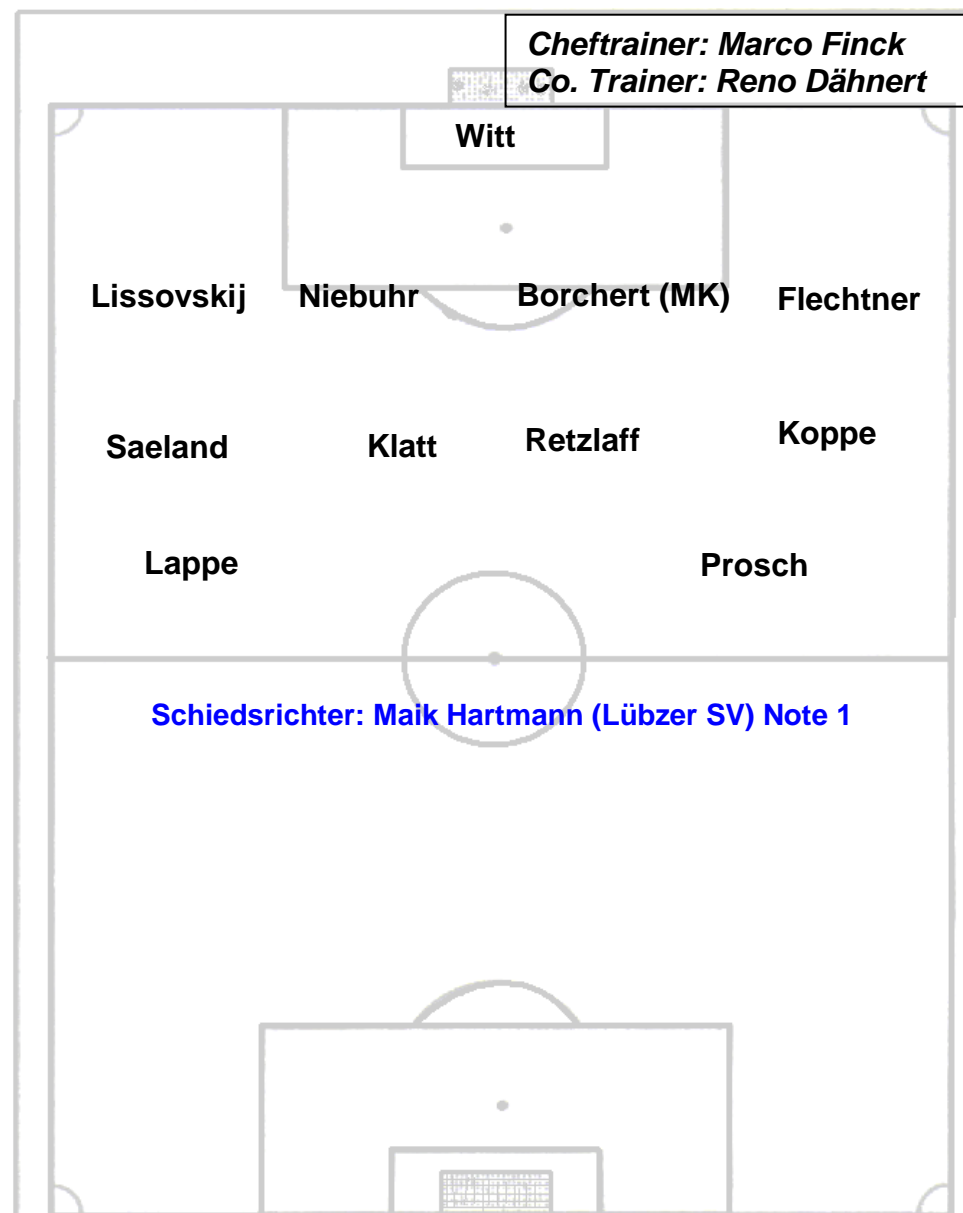 Cheftrainer: Marco Finck
Co. Trainer: Reno Dähnert
Witt
Lissovskij Niebuhr Borchert (MK) Flechtner
Saeland Klatt Retzlaff Koppe
Lappe Prosch
Schiedsrichter: Maik Hartmann (Lübzer SV) Note 1